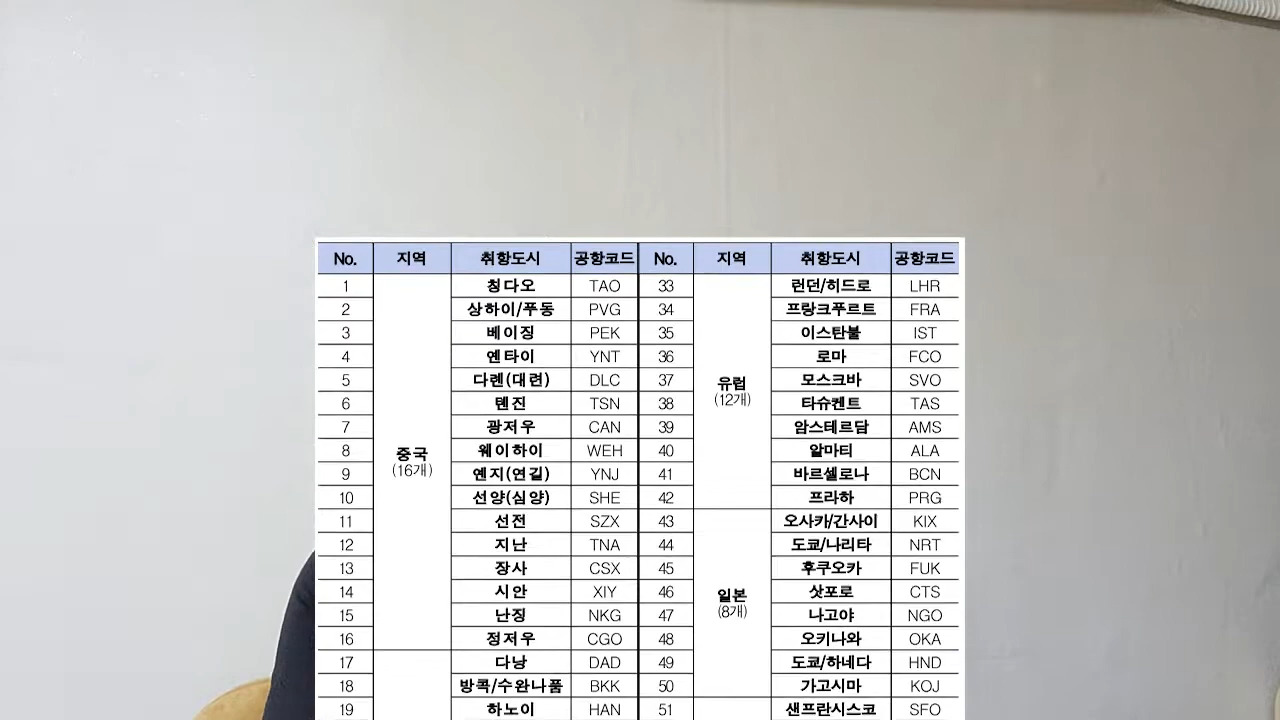 No. 지역 취항도시 공항코드 No. 지역 취항도시 공항코드
1 칭다오 TAO 33 런던/히드로 LHR
2 상하이/푸동 PVG 34 프랑크푸르트 FRA
3 베이징 PEK 35 이스탄불 IST
4 옌타이 YNT 36 로마 FCO
5 다롄(대련) DLC 37 모스크바 SVO
유럽
6 톈진 TSN 38 타슈켄트 TAS
(12개)
7 광저우 CAN 39 암스테르담 AMS
8 웨이하이 WEH 40 알마티 ALA
중국
(16개)
9 옌지(연길) YNJ 41 바르셀로나 BCN
10 선양(심양) SHE 42 프라하 PRG
11 선전 SZX 43 오사카/간사이 KIX
12 지난 TNA 44 도쿄/나리타 NRT
13 장사 CSX 45 후쿠오카 FUK
14 시안 XIY 46 삿포로 CTS
일본
(8개)
15 난징 NKG 47 나고야 NGO
16 정저우 CGO 48 오키나와 OKA
17 다낭 DAD 49 도쿄/하네다 HND
18 방콕/수완나품 BKK 50 가고시마 KOJ
19 하노이 HAN 51 샌프란시스코 SFO